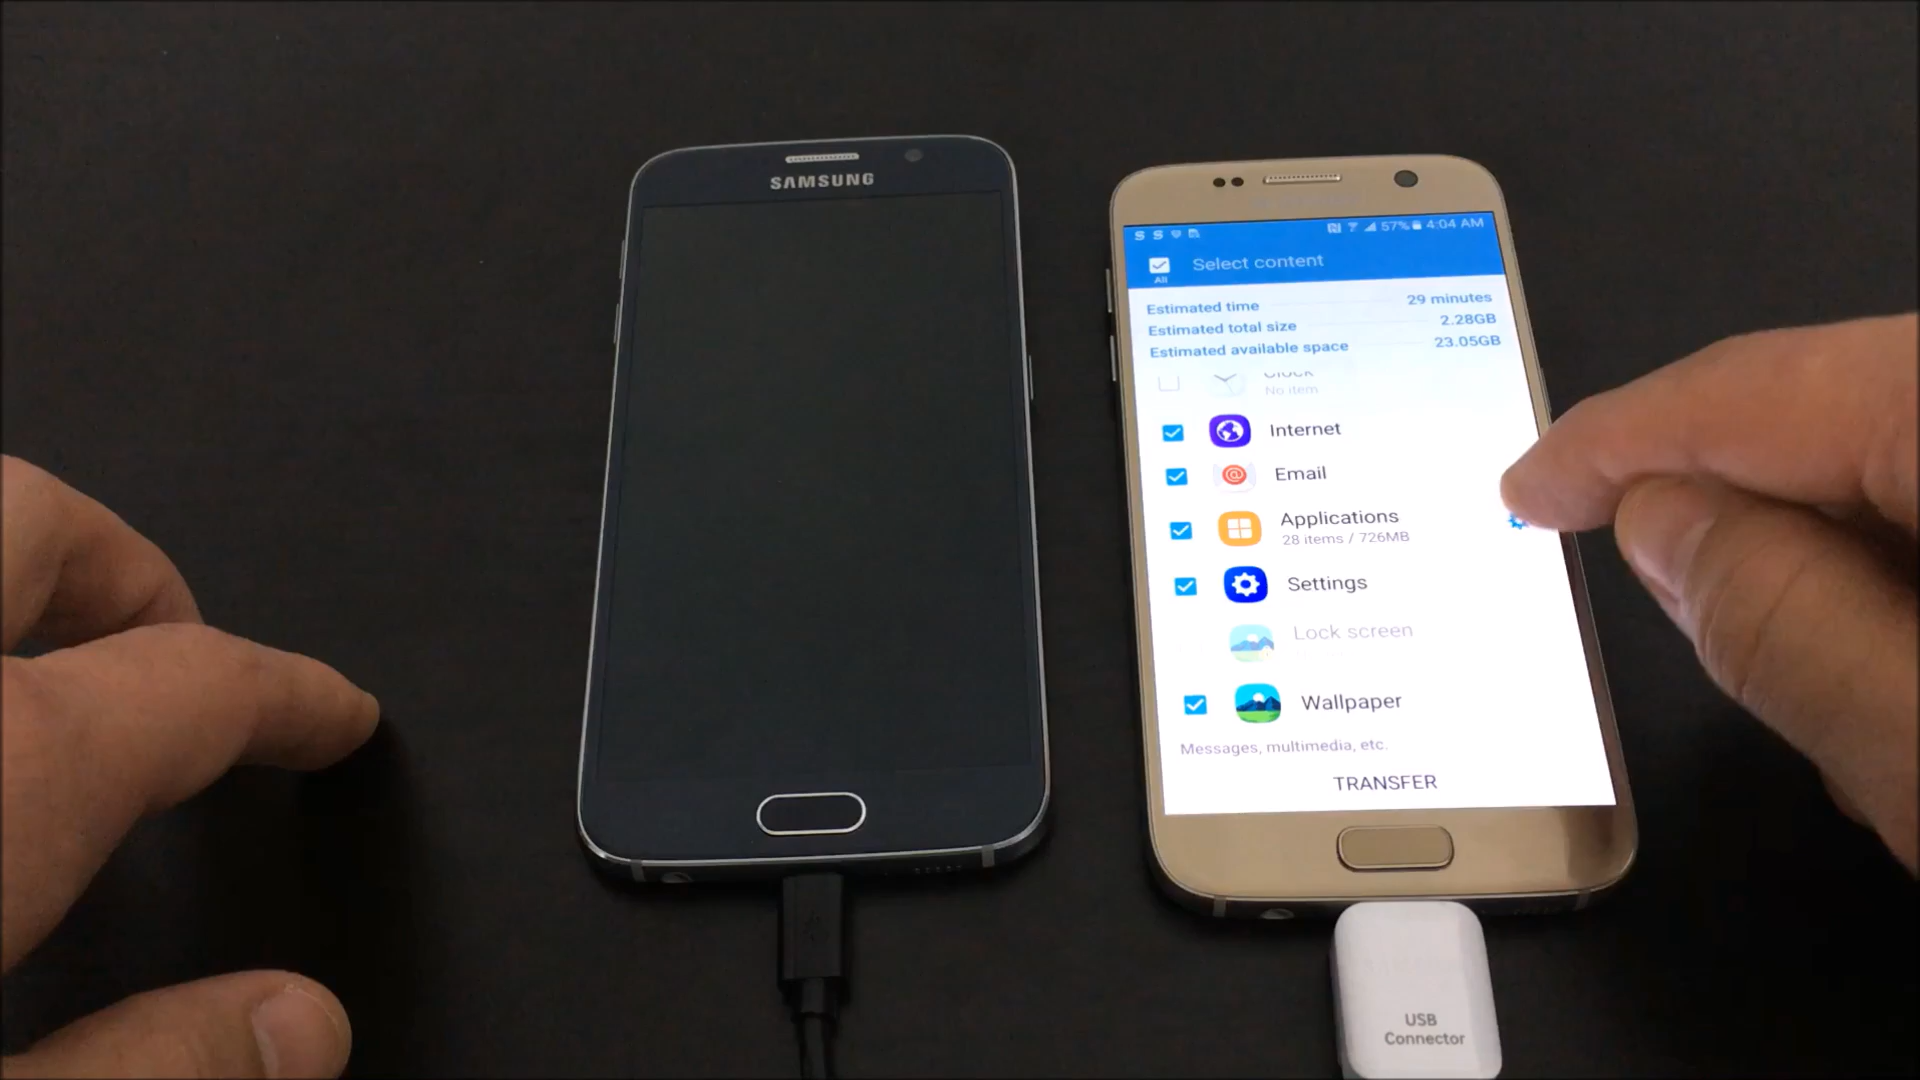 SAMSUNG
57% 4:04 AM
All
Select content
Estimated time 29 minutes
Estimated total size 2.28GB
Estimated available space 23.05GB
Clock
No item
Internet
Email
Applications
28 items / 726MB
Settings
Lock screen
Wallpaper
Messages, multimedia, etc.
TRANSFER
USB
Connector